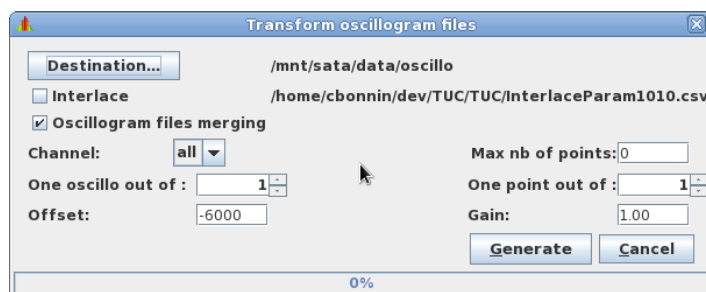 Transform oscillogram files
Destination... /mnt/sata/data/oscillo
Interlace /home/cbonnin/dev/TUC/TUC/InterlaceParam1010.csv
Oscillogram files merging
Channel: all Max nb of points: 0
One oscillo out of : 1 One point out of : 1
Offset: -6000 Gain: 1.00
Generate Cancel
0%